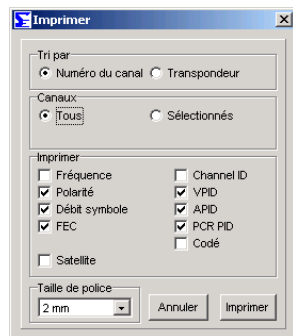 Imprimer
Tri par
Numéro du canal Transpondeur
Canaux
Tous Sélectionnés
Imprimer
Fréquence Channel ID
Polarité VPID
Débit symbole APID
FEC PCR PID
Codé
Satellite
Taille de police
2 mm Annuler Imprimer